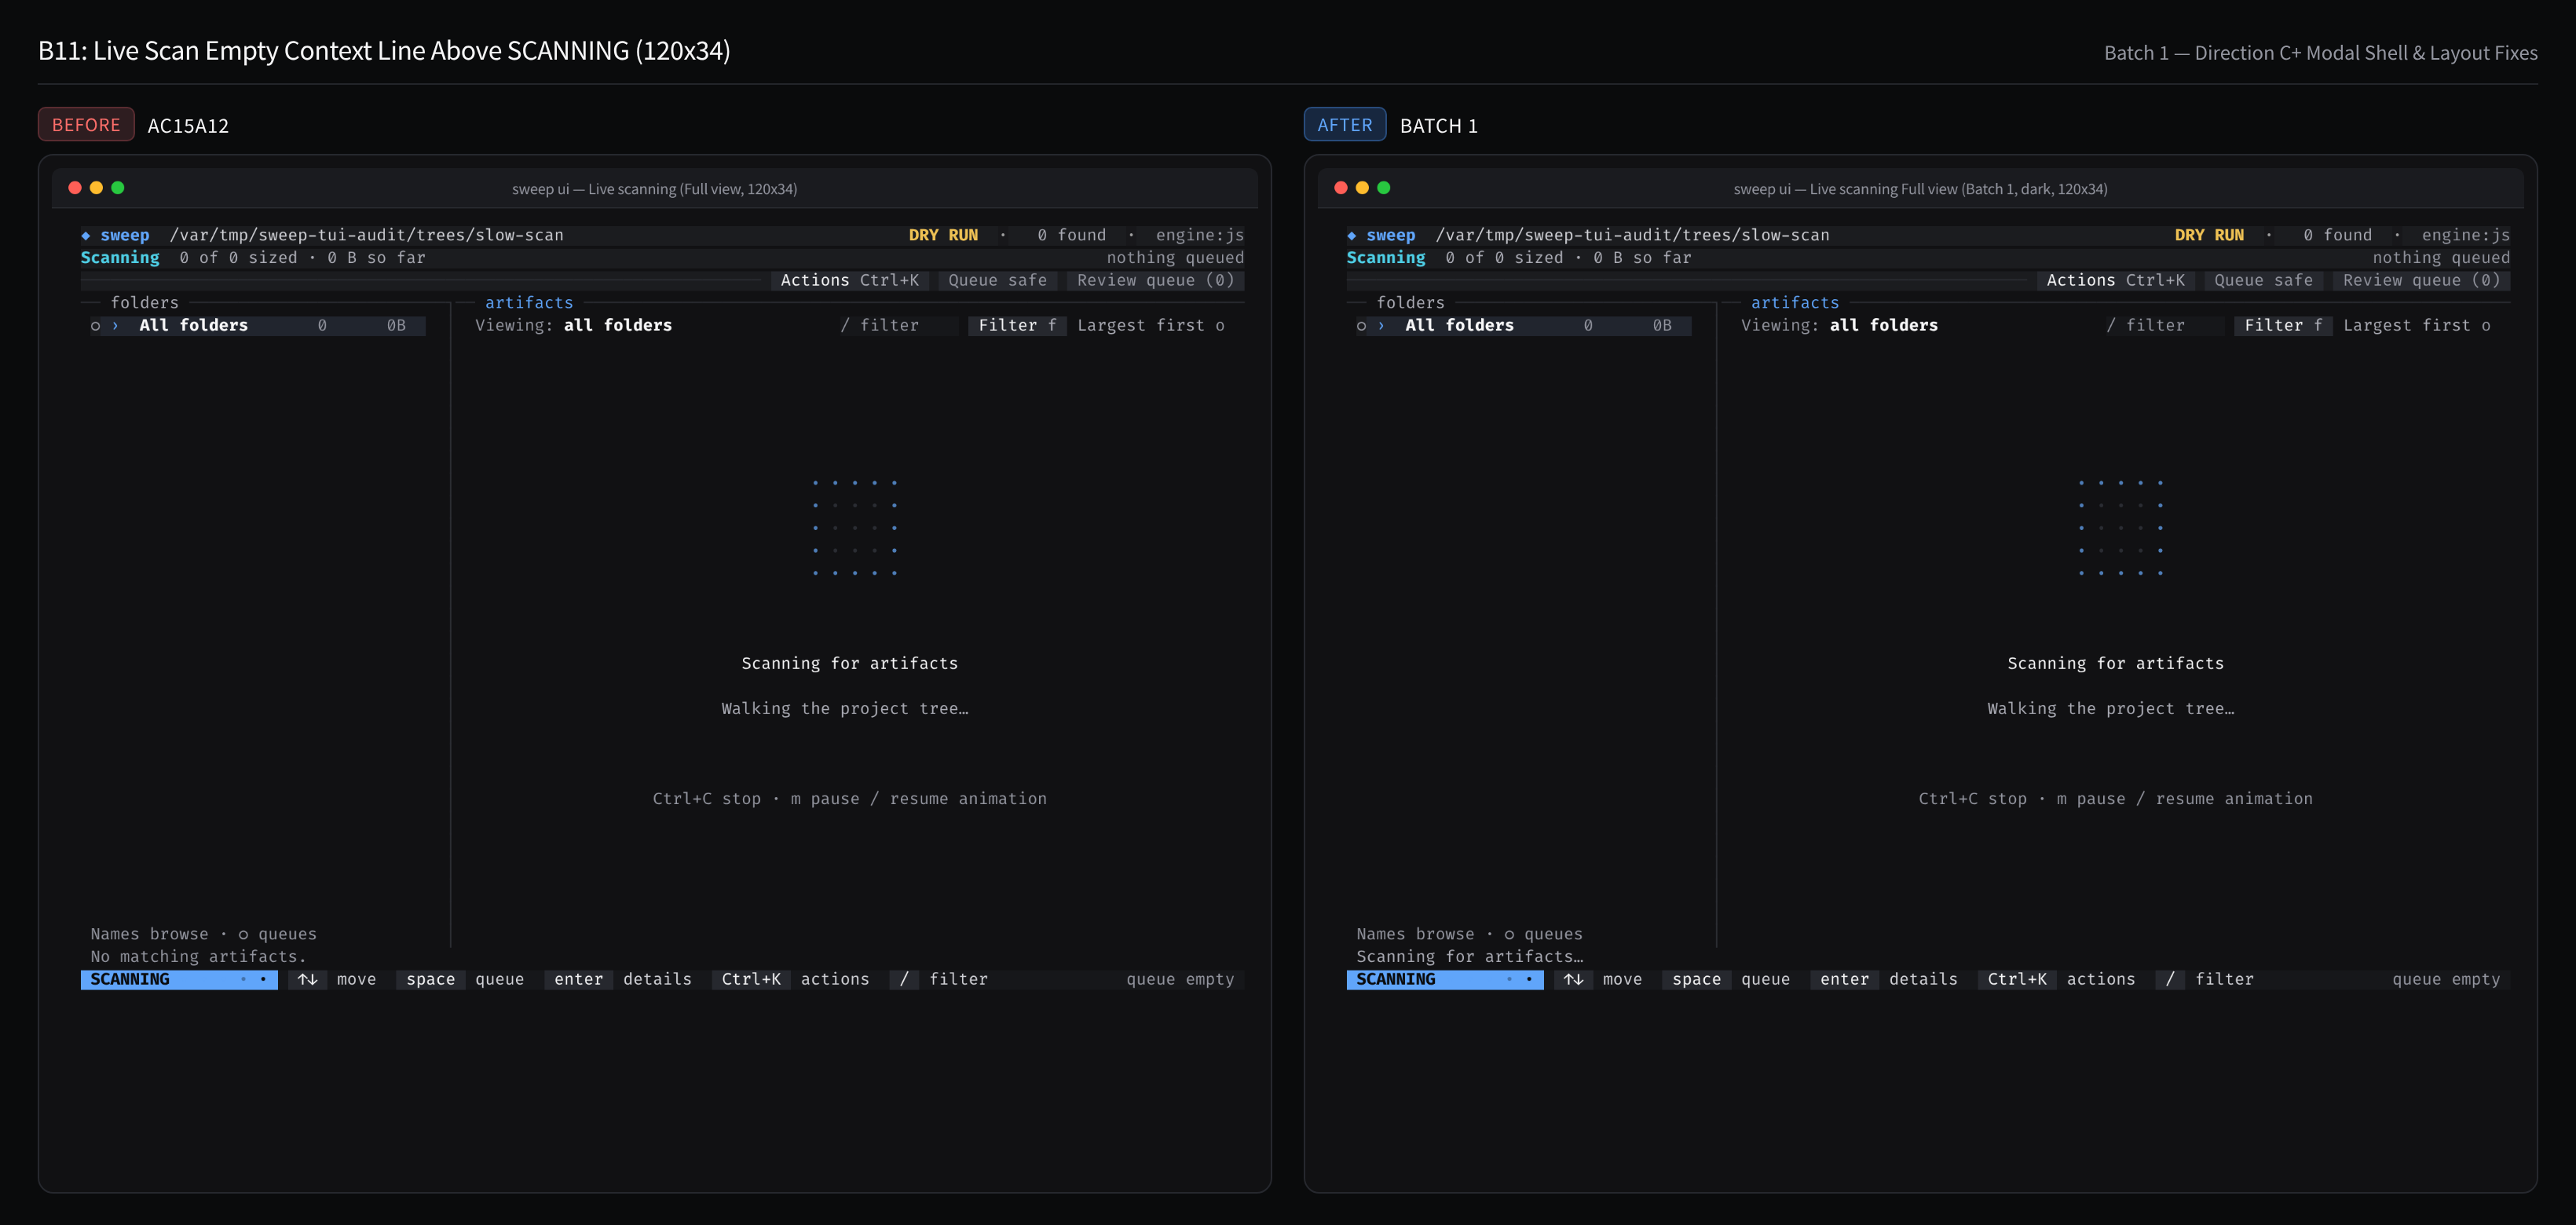 B11: Live Scan Empty Context Line Above SCANNING (120x34)
Batch 1 — Direction C+ Modal Shell & Layout Fixes
BEFORE AC15A12
sweep ui — Live scanning (Full view, 120x34)
◆ sweep /var/tmp/sweep-tui-audit/trees/slow-scan DRY RUN · 0 found · engine:js
Scanning 0 of 0 sized · 0 B so far nothing queued
Actions Ctrl+K Queue safe Review queue (0)
folders artifacts
○ › All folders 0 0B Viewing: all folders / filter Filter f Largest first o
Scanning for artifacts
Walking the project tree…
Ctrl+C stop · m pause / resume animation
Names browse · ○ queues
No matching artifacts.
SCANNING ↑↓ move space queue enter details Ctrl+K actions / filter queue empty
AFTER BATCH 1
sweep ui — Live scanning Full view (Batch 1, dark, 120x34)
◆ sweep /var/tmp/sweep-tui-audit/trees/slow-scan DRY RUN · 0 found · engine:js
Scanning 0 of 0 sized · 0 B so far nothing queued
Actions Ctrl+K Queue safe Review queue (0)
folders artifacts
○ › All folders 0 0B Viewing: all folders / filter Filter f Largest first o
Scanning for artifacts
Walking the project tree…
Ctrl+C stop · m pause / resume animation
Names browse · ○ queues
Scanning for artifacts…
SCANNING ↑↓ move space queue enter details Ctrl+K actions / filter queue empty